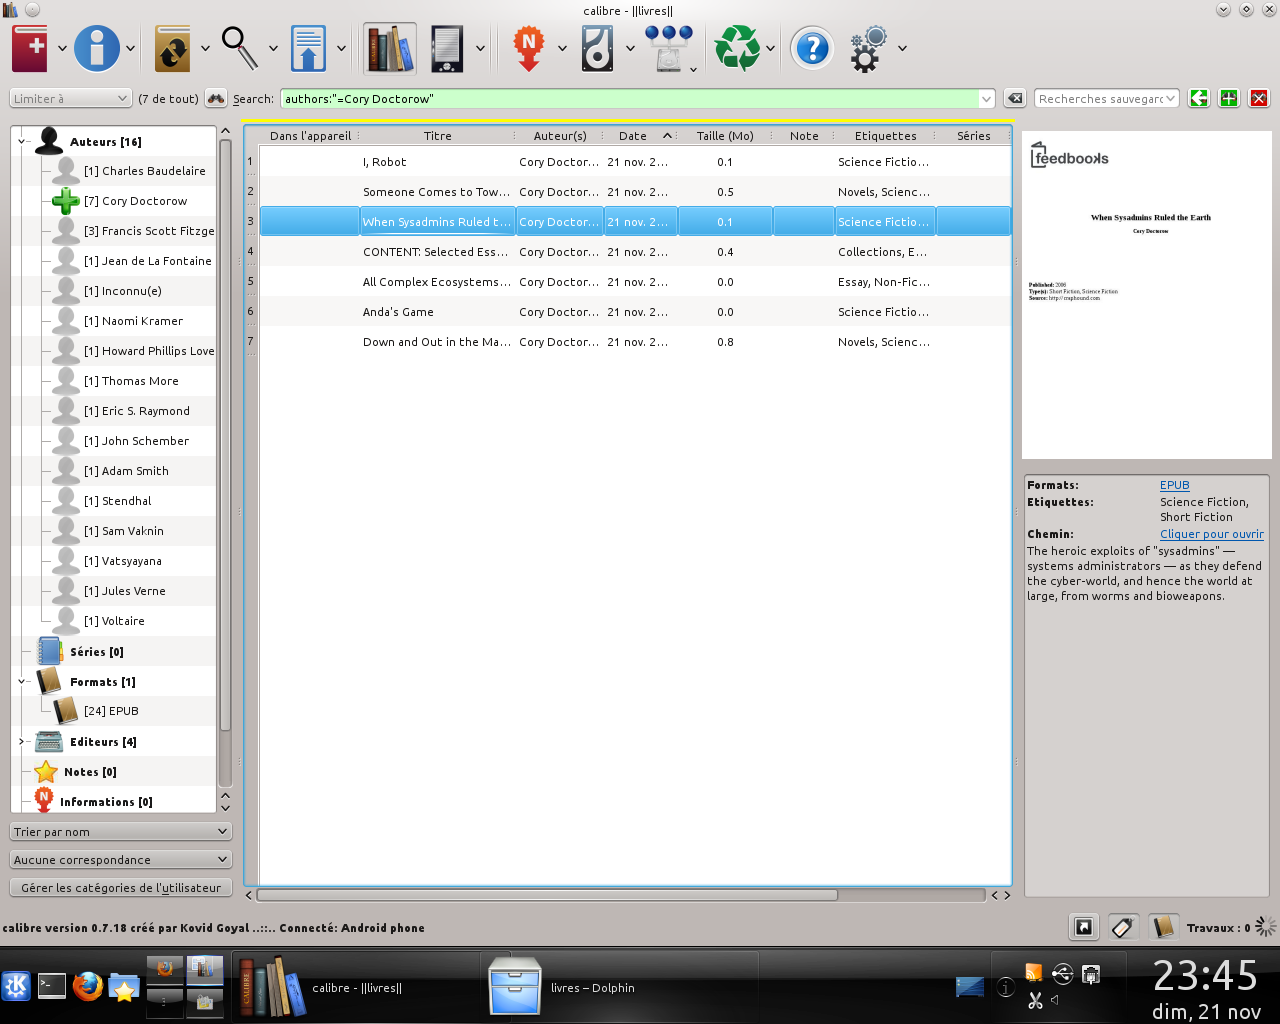 calibre - ||livres||
Limiter à
(7 de tout)
Search:
authors:"=Cory Doctorow"
Recherches sauvegarc
Auteurs [16]
[1] Charles Baudelaire
[7] Cory Doctorow
[3] Francis Scott Fitzge
[1] Jean de La Fontaine
[1] Inconnu(e)
[1] Naomi Kramer
[1] Howard Phillips Love
[1] Thomas More
[1] Eric S. Raymond
[1] John Schember
[1] Adam Smith
[1] Stendhal
[1] Sam Vaknin
[1] Vatsyayana
[1] Jules Verne
[1] Voltaire
Séries [0]
Formats [1]
[24] EPUB
Editeurs [4]
Notes [0]
Informations [0]
Trier par nom
Aucune correspondance
Gérer les catégories de l'utilisateur
Dans l'appareil Titre Auteur(s) Date Taille (Mo) Note Etiquettes Séries
1 I, Robot Cory Doctor... 21 nov. 2... 0.1 Science Fictio...
2 Someone Comes to Tow... Cory Doctor... 21 nov. 2... 0.5 Novels, Scienc...
3 When Sysadmins Ruled t... Cory Doctor... 21 nov. 2... 0.1 Science Fictio...
4 CONTENT: Selected Ess... Cory Doctor... 21 nov. 2... 0.4 Collections, E...
5 All Complex Ecosystems... Cory Doctor... 21 nov. 2... 0.0 Essay, Non-Fic...
6 Anda's Game Cory Doctor... 21 nov. 2... 0.0 Science Fictio...
7 Down and Out in the Ma... Cory Doctor... 21 nov. 2... 0.8 Novels, Scienc...
feedbooks
When Sysadmins Ruled the Earth
Cory Doctorow
Published: 2006
Type(s): Short Fiction, Science Fiction
Source: http://craphound.com
Formats: EPUB
Etiquettes: Science Fiction,
Short Fiction
Chemin: Cliquer pour ouvrir
The heroic exploits of "sysadmins" —
systems administrators — as they defend
the cyber-world, and hence the world at
large, from worms and bioweapons.
calibre version 0.7.18 créé par Kovid Goyal ..::.. Connecté: Android phone
Travaux : 0
CALIBRE
calibre - ||livres||
livres – Dolphin
23:45
dim, 21 nov